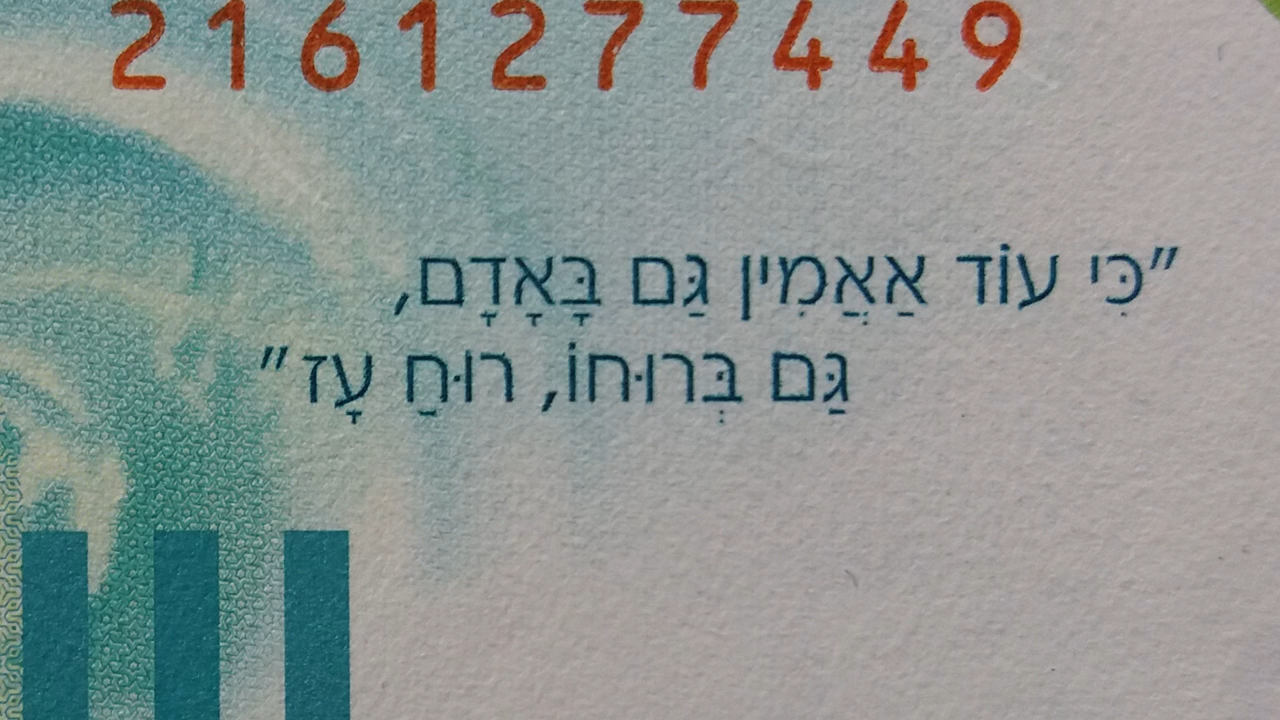 2161277449
"כִּי עוֹד אַאֲמִין גַּם בָּאָדָם,
גַּם בְּרוּחוֹ, רוּחַ עָז"